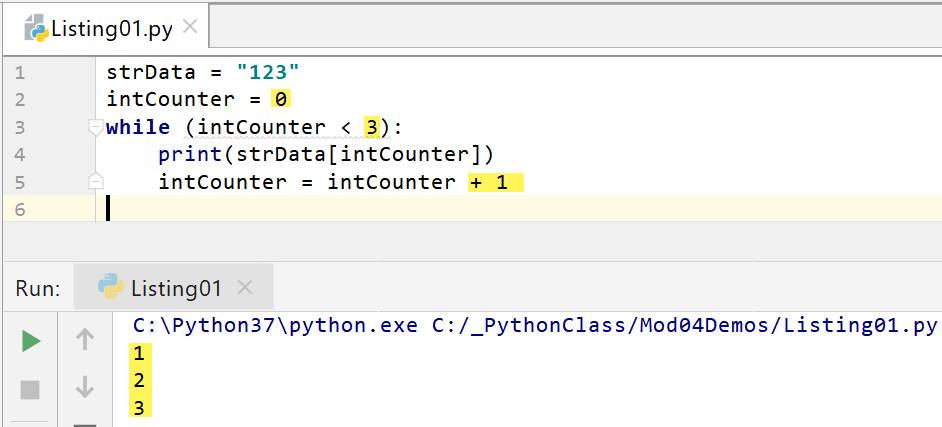 Listing01.py
1 strData = "123"
2 intCounter = 0
3 while (intCounter < 3):
4     print(strData[intCounter])
5     intCounter = intCounter + 1
6
Run: Listing01
C:\Python37\python.exe C:/_PythonClass/Mod04Demos/Listing01.py
1
2
3